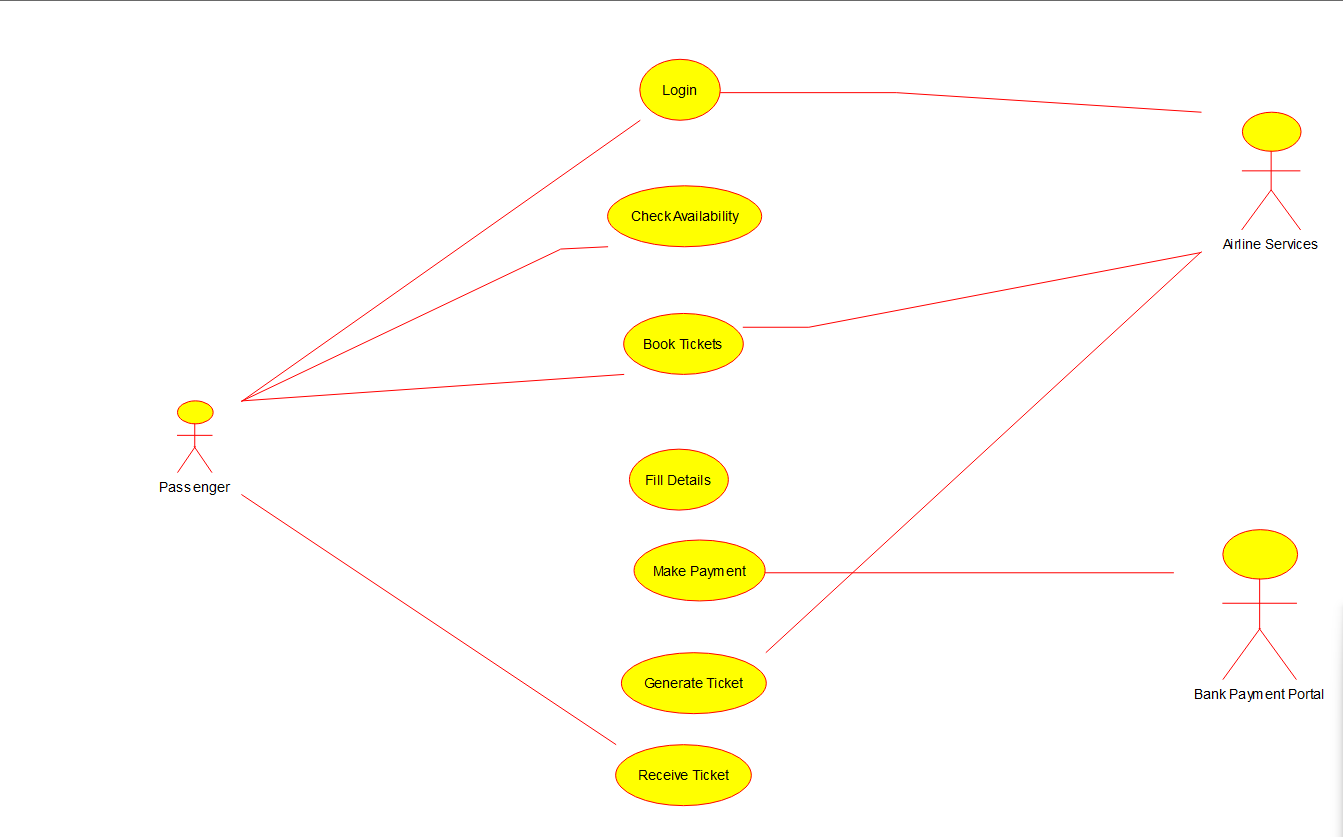 Login
Check Availability
Airline Services
Book Tickets
Fill Details
Passenger
Make Payment
Generate Ticket
Bank Payment Portal
Receive Ticket